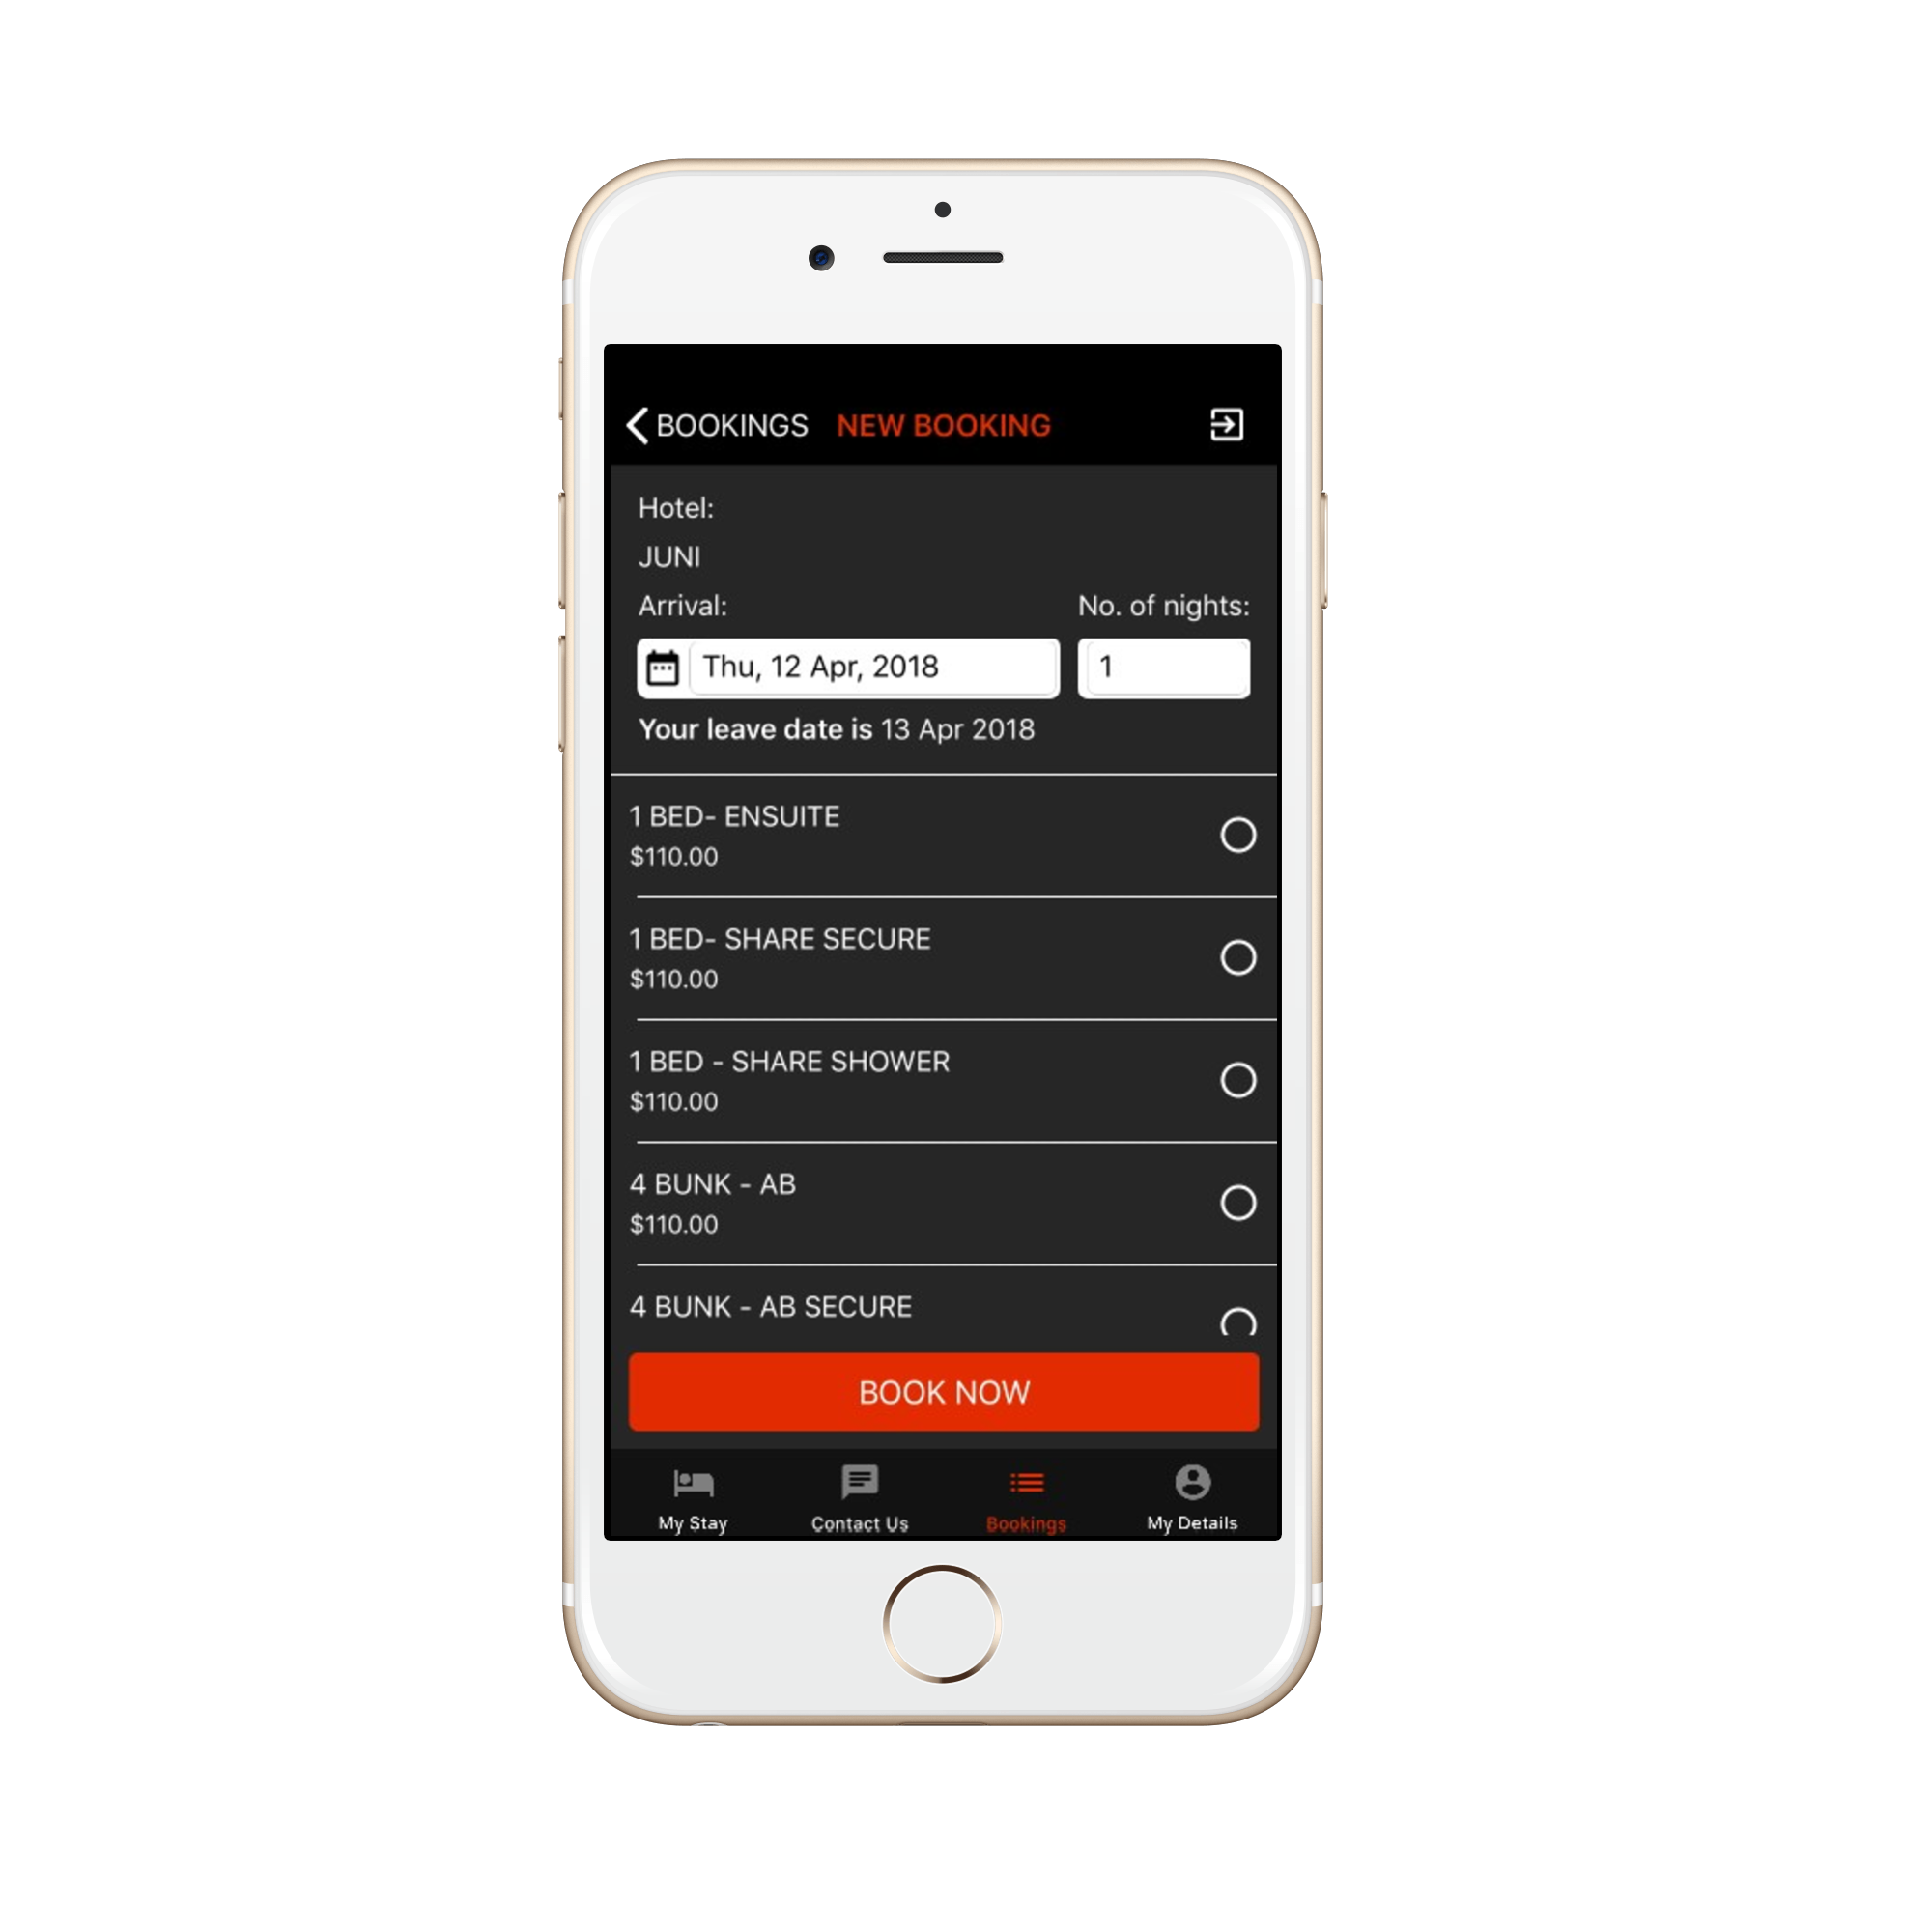 BOOKINGS NEW BOOKING
Hotel:
JUNI
Arrival: No. of nights:
Thu, 12 Apr, 2018 1
Your leave date is 13 Apr 2018
1 BED- ENSUITE
$110.00
1 BED- SHARE SECURE
$110.00
1 BED - SHARE SHOWER
$110.00
4 BUNK - AB
$110.00
4 BUNK - AB SECURE
BOOK NOW
My Stay Contact Us Bookings My Details